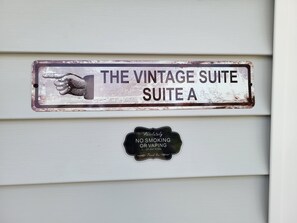 THE VINTAGE SUITE
SUITE A
NO SMOKING
OR VAPING